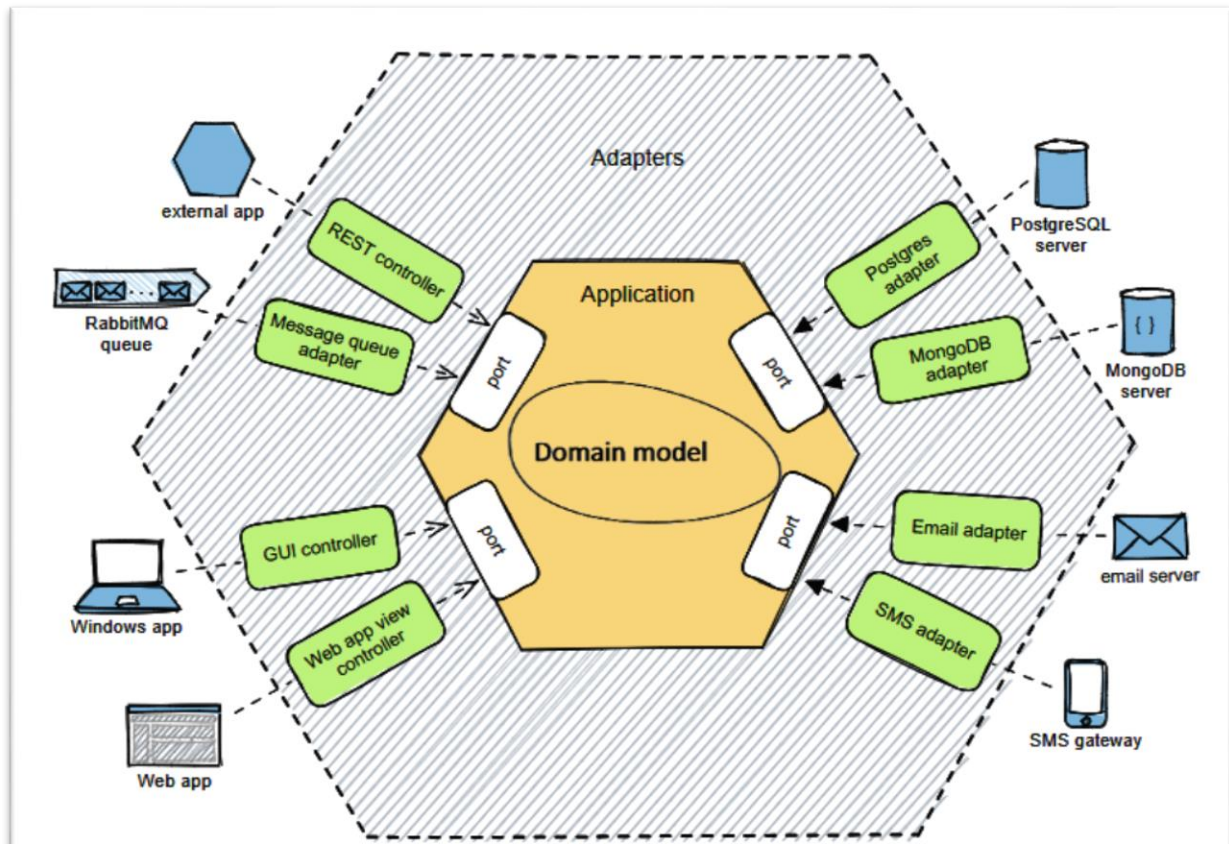 Adapters
external app
REST controller
PostgreSQL
server
Postgres
adapter
Application
RabbitMQ
queue
Message queue
adapter
port
port
MongoDB
adapter
{ }
MongoDB
server
Domain model
GUI controller
port
port
Email adapter
Windows app
email server
Web app view
controller
SMS adapter
Web app
SMS gateway